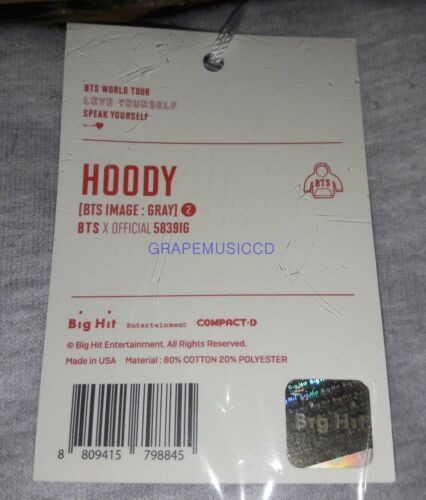 BTS WORLD TOUR
LOVE YOURSELF
SPEAK YOURSELF
HOODY
[BTS IMAGE : GRAY] 2
BTS X OFFICIAL 5839IG
BTS
GRAPEMUSICCD
Big Hit Entertainment COMPACT-D
© Big Hit Entertainment. All Rights Reserved.
Made in USA Material : 80% COTTON 20% POLYESTER
Big Hit
8 809415 798845